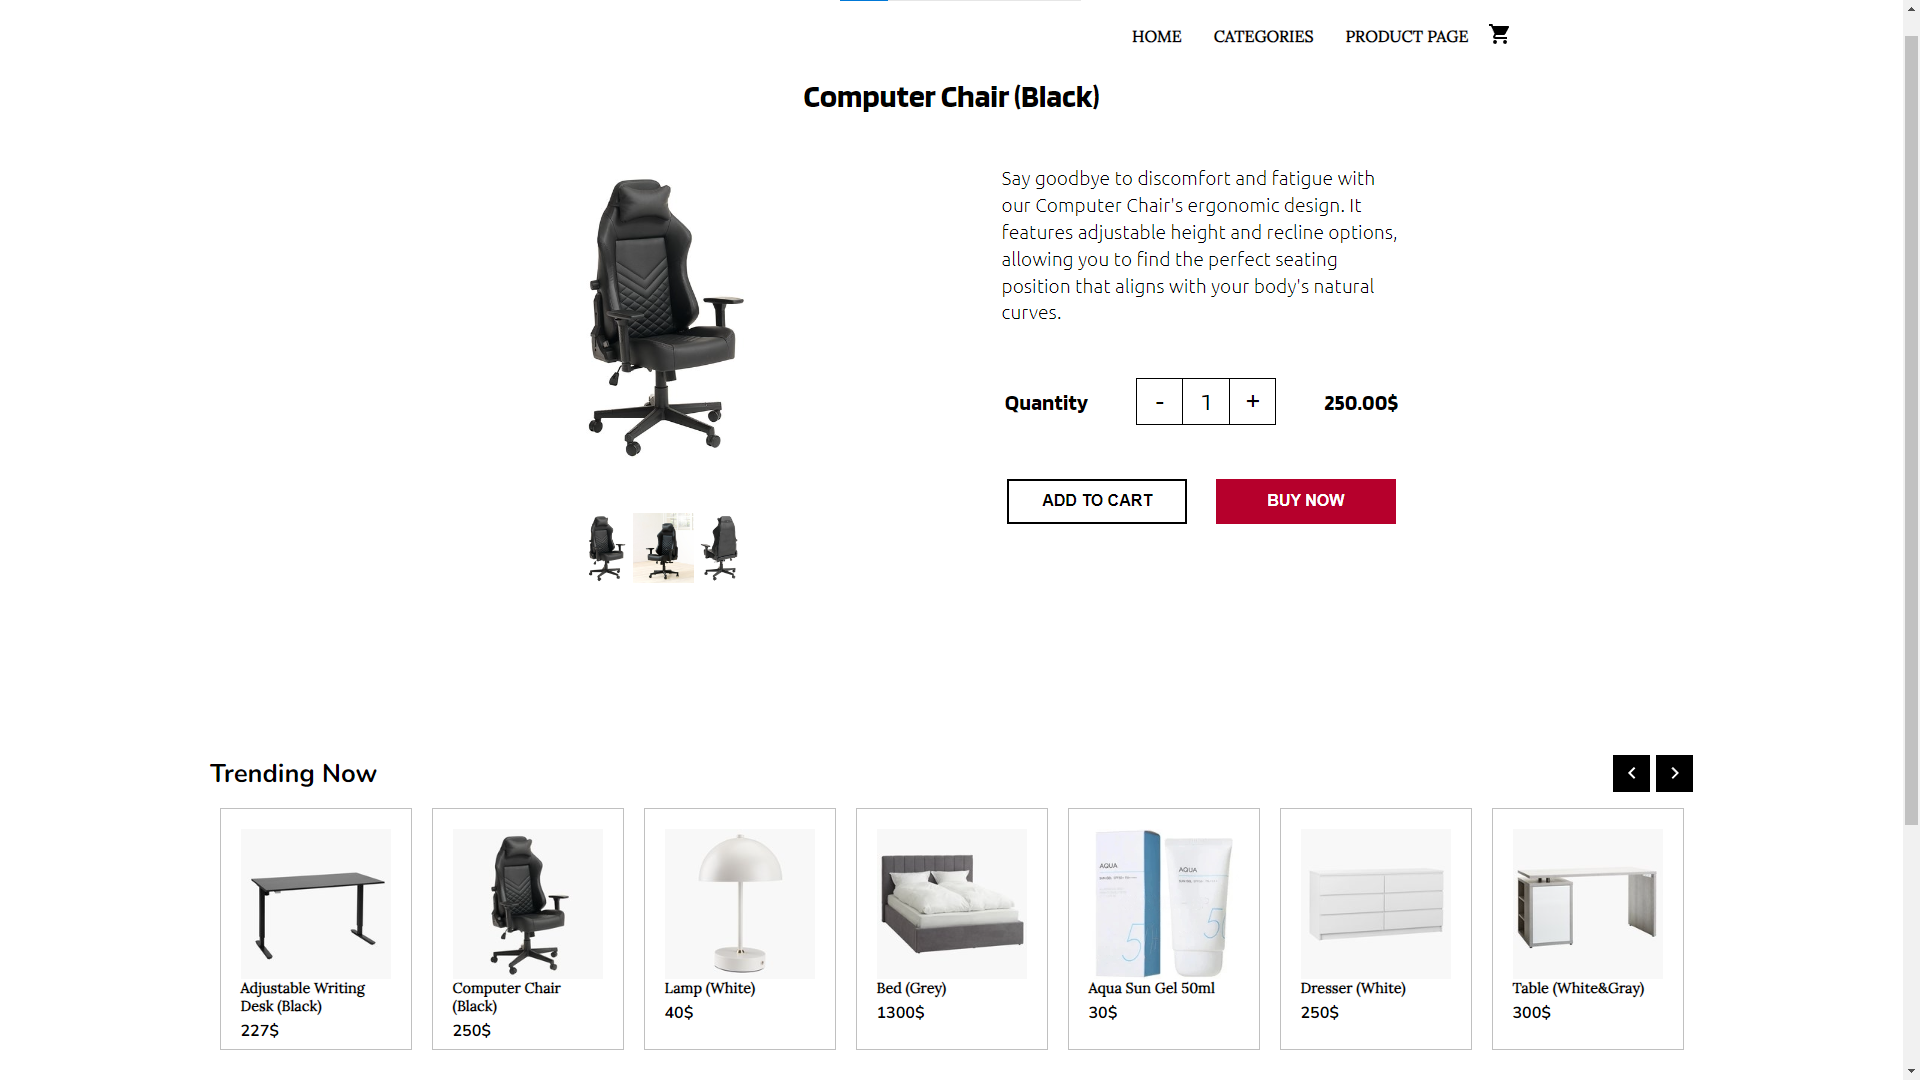 HOME CATEGORIES PRODUCT PAGE
Computer Chair (Black)
Say goodbye to discomfort and fatigue with
our Computer Chair's ergonomic design. It
features adjustable height and recline options,
allowing you to find the perfect seating
position that aligns with your body's natural
curves.
Quantity - 1 + 250.00$
ADD TO CART BUY NOW
Trending Now
Adjustable Writing
Desk (Black)
227$
Computer Chair
(Black)
250$
Lamp (White)
40$
Bed (Grey)
1300$
AQUA
AQUA
Aqua Sun Gel 50ml
30$
Dresser (White)
250$
Table (White&Gray)
300$